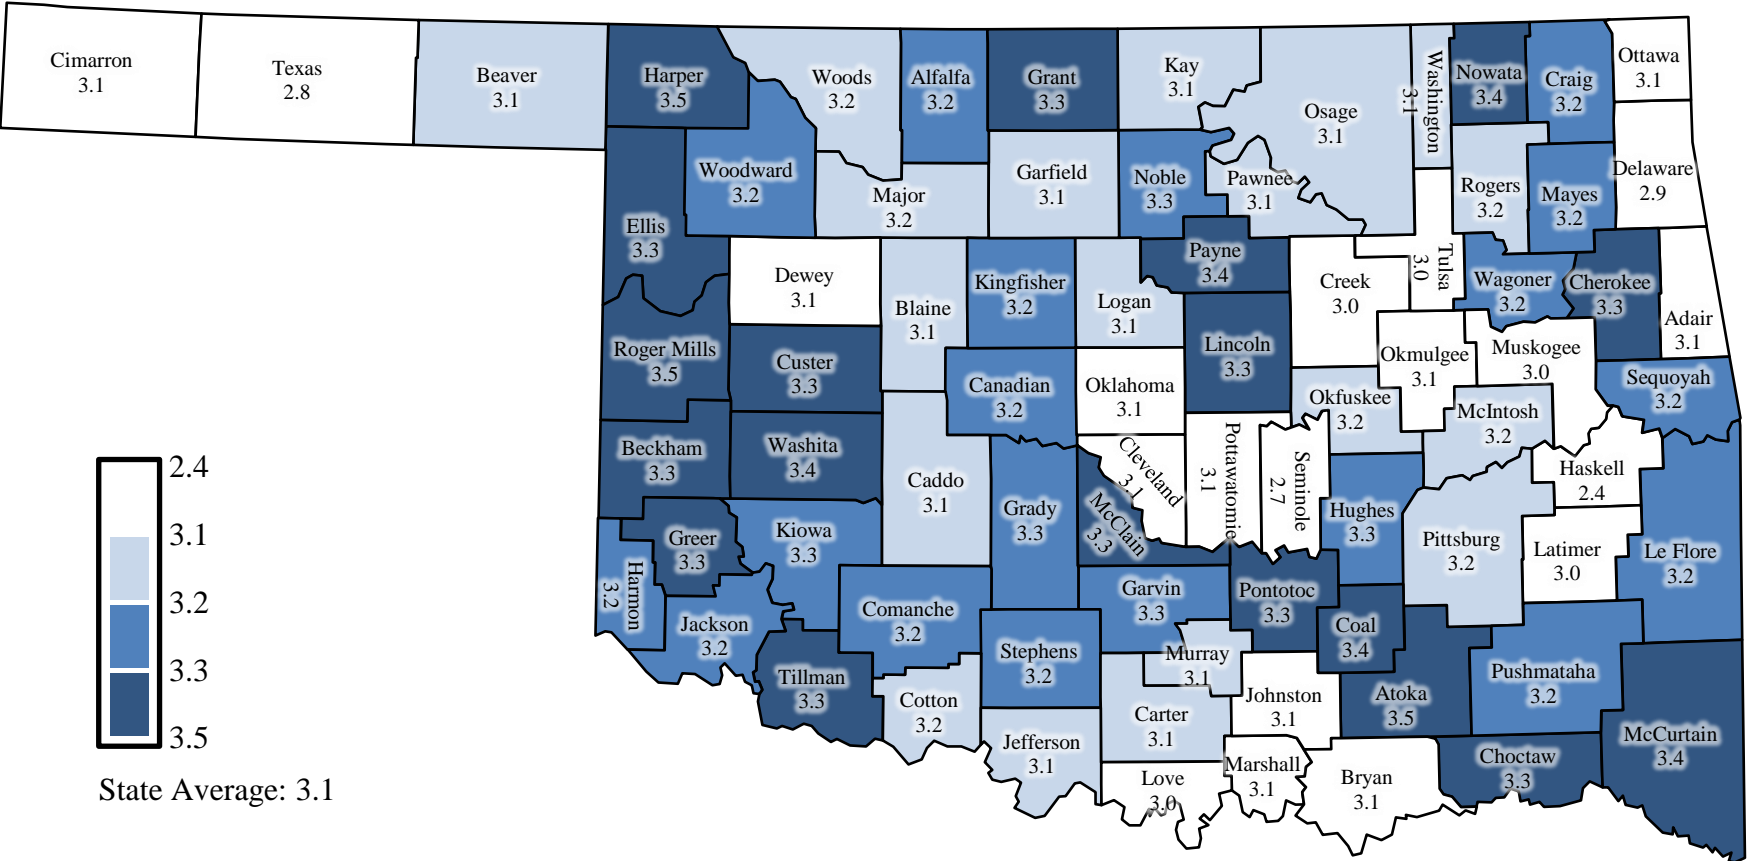 Cimarron
3.1
Texas
2.8
Beaver
3.1
Harper
3.5
Woods
3.2
Alfalfa
3.2
Grant
3.3
Kay
3.1
Osage
3.1
Washington
3.1
Nowata
3.4
Craig
3.2
Ottawa
3.1
Woodward
3.2
Major
3.2
Garfield
3.1
Noble
3.3
Pawnee
3.1
Rogers
3.2
Mayes
3.2
Delaware
2.9
Ellis
3.3
Dewey
3.1
Blaine
3.1
Kingfisher
3.2
Logan
3.1
Payne
3.4
Creek
3.0
Tulsa
3.0
Wagoner
3.2
Cherokee
3.3
Adair
3.1
Roger Mills
3.5
Custer
3.3
Canadian
3.2
Oklahoma
3.1
Lincoln
3.3
Okfuskee
3.2
Okmulgee
3.1
Muskogee
3.0
McIntosh
3.2
Sequoyah
3.2
Beckham
3.3
Washita
3.4
Caddo
3.1
Grady
3.3
Cleveland
3.1
McClain
3.3
Pottawatomie
3.1
Seminole
2.7
Hughes
3.3
Pittsburg
3.2
Haskell
2.4
Latimer
3.0
Le Flore
3.2
Harmon
3.2
Greer
3.3
Kiowa
3.3
Jackson
3.2
Comanche
3.2
Garvin
3.3
Pontotoc
3.3
Coal
3.4
Tillman
3.3
Cotton
3.2
Stephens
3.2
Murray
3.1
Johnston
3.1
Atoka
3.5
Pushmataha
3.2
McCurtain
3.4
Jefferson
3.1
Carter
3.1
Love
3.0
Marshall
3.1
Bryan
3.1
Choctaw
3.3
2.4
3.1
3.2
3.3
3.5
State Average: 3.1